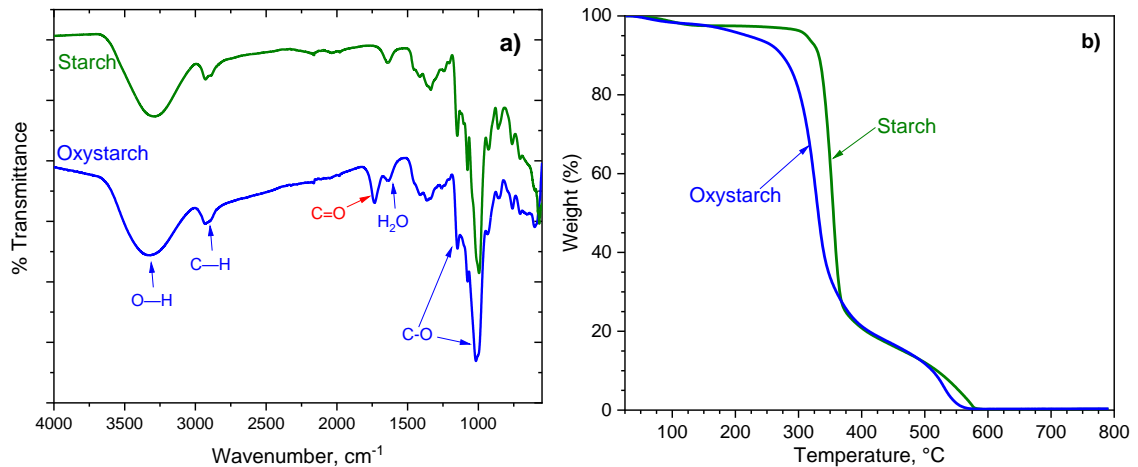 a)
Starch
Oxystarch
C=O
H₂O
C—H
O—H
C-O
% Transmittance
4000 3500 3000 2500 2000 1500 1000
Wavenumber, cm⁻¹
b)
Starch
Oxystarch
Weight (%)
100
80
60
40
20
0
100 200 300 400 500 600 700 800
Temperature, °C